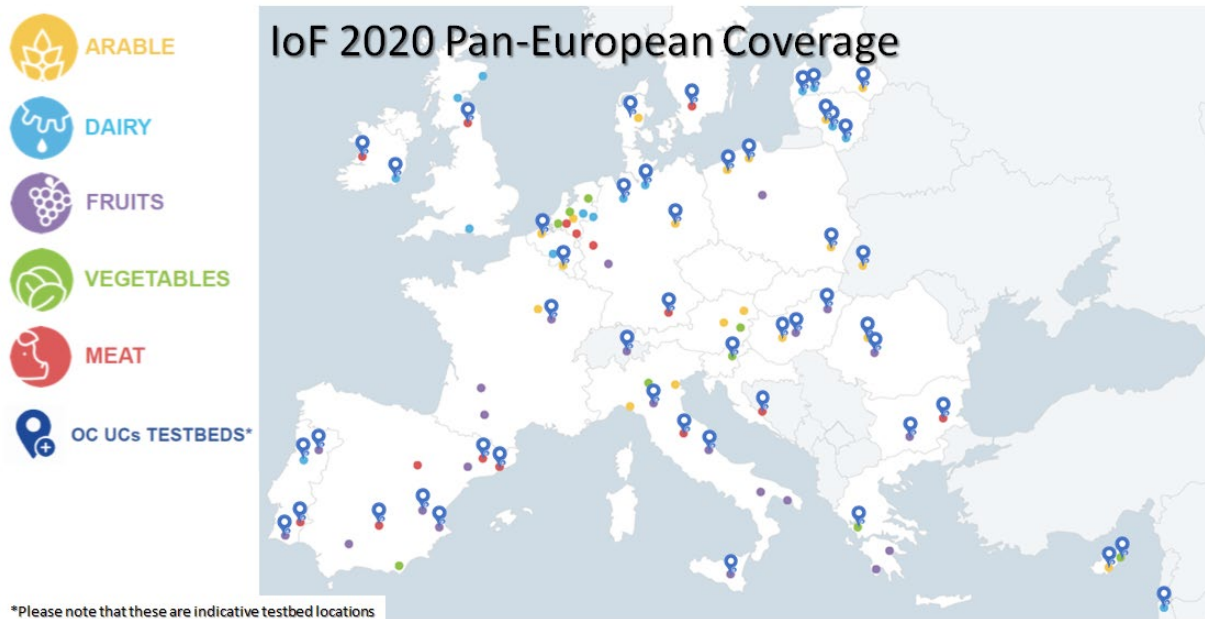 IoF 2020 Pan-European Coverage
ARABLE
DAIRY
FRUITS
VEGETABLES
MEAT
OC UCs TESTBEDS*
*Please note that these are indicative testbed locations